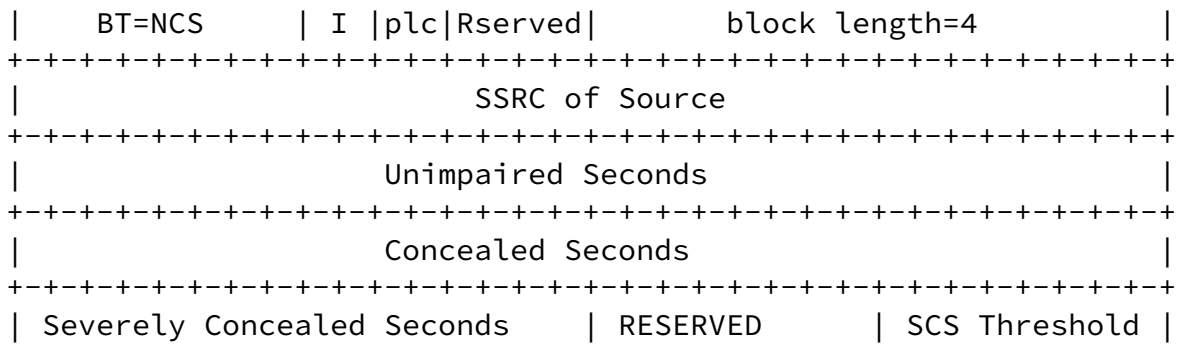 |     BT=NCS      | I |plc|Rserved|       block length=4          |
+-+-+-+-+-+-+-+-+-+-+-+-+-+-+-+-+-+-+-+-+-+-+-+-+-+-+-+-+-+-+-+-+
|                         SSRC of Source                        |
+-+-+-+-+-+-+-+-+-+-+-+-+-+-+-+-+-+-+-+-+-+-+-+-+-+-+-+-+-+-+-+-+
|                    Unimpaired Seconds                         |
+-+-+-+-+-+-+-+-+-+-+-+-+-+-+-+-+-+-+-+-+-+-+-+-+-+-+-+-+-+-+-+-+
|                    Concealed Seconds                          |
+-+-+-+-+-+-+-+-+-+-+-+-+-+-+-+-+-+-+-+-+-+-+-+-+-+-+-+-+-+-+-+-+
| Severely Concealed Seconds    | RESERVED      | SCS Threshold |